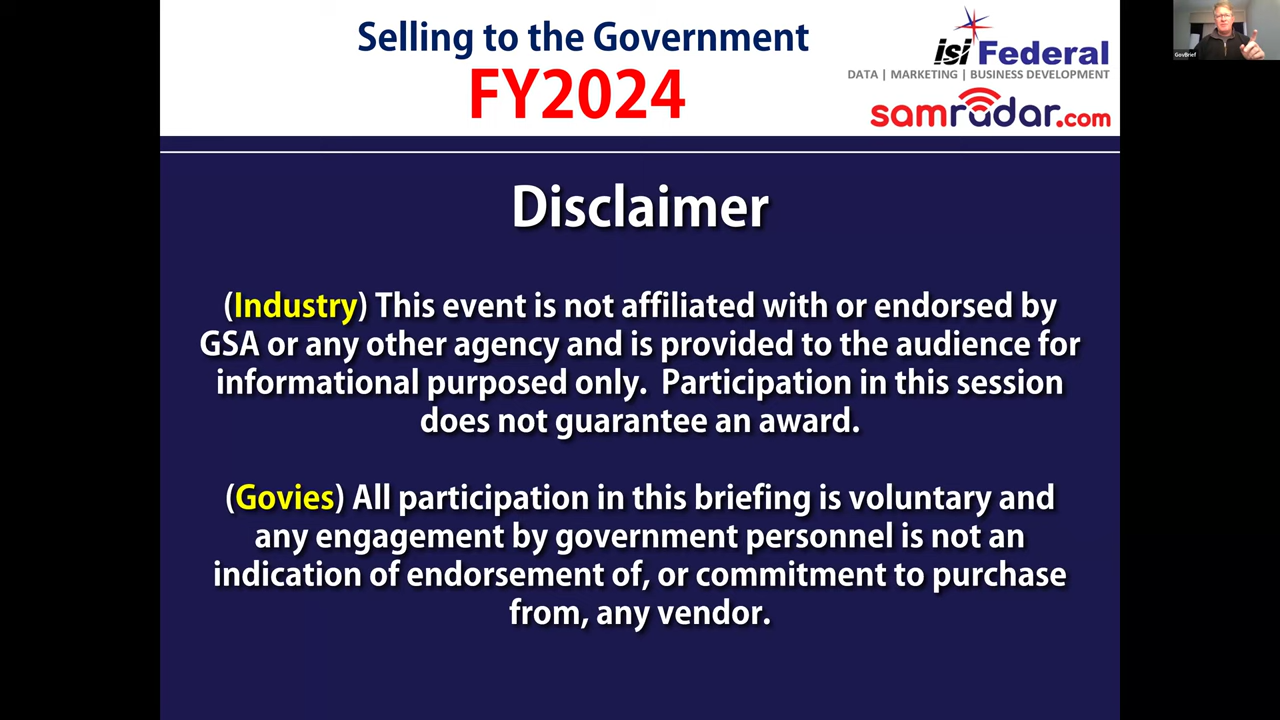 Selling to the Government
FY2024
isi Federal
DATA | MARKETING | BUSINESS DEVELOPMENT
samradar.com
GovBrief
Disclaimer
(Industry) This event is not affiliated with or endorsed by
GSA or any other agency and is provided to the audience for
informational purposed only. Participation in this session
does not guarantee an award.
(Govies) All participation in this briefing is voluntary and
any engagement by government personnel is not an
indication of endorsement of, or commitment to purchase
from, any vendor.